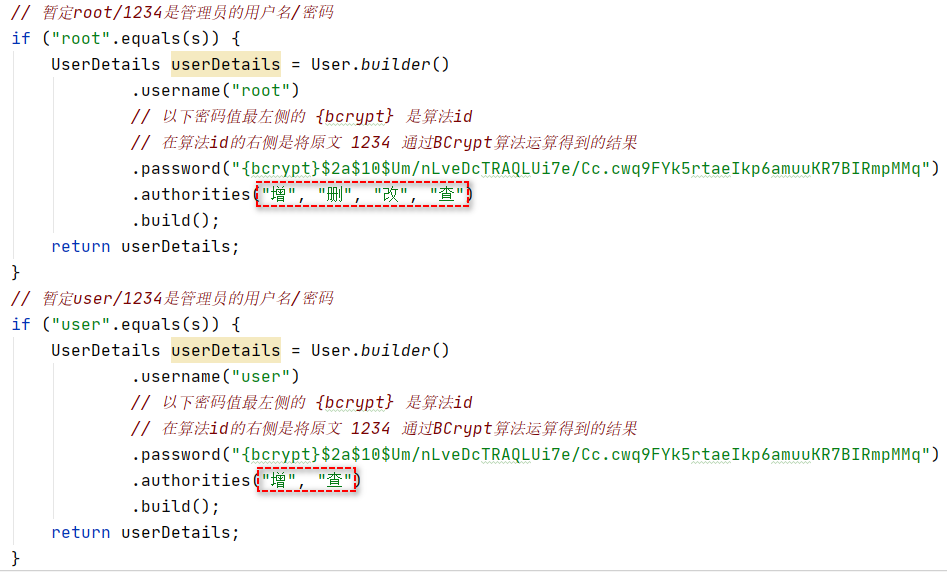 // 暂定root/1234是管理员的用户名/密码
if ("root".equals(s)) {
    UserDetails userDetails = User.builder()
            .username("root")
            // 以下密码值最左侧的 {bcrypt} 是算法id
            // 在算法id的右侧是将原文 1234 通过BCrypt算法运算得到的结果
            .password("{bcrypt}$2a$10$Um/nLveDcTRAQLUi7e/Cc.cwq9FYk5rtaeIkp6amuuKR7BIRmpMMq")
            .authorities("增", "删", "改", "查")
            .build();
    return userDetails;
}
// 暂定user/1234是管理员的用户名/密码
if ("user".equals(s)) {
    UserDetails userDetails = User.builder()
            .username("user")
            // 以下密码值最左侧的 {bcrypt} 是算法id
            // 在算法id的右侧是将原文 1234 通过BCrypt算法运算得到的结果
            .password("{bcrypt}$2a$10$Um/nLveDcTRAQLUi7e/Cc.cwq9FYk5rtaeIkp6amuuKR7BIRmpMMq")
            .authorities("增", "查")
            .build();
    return userDetails;
}